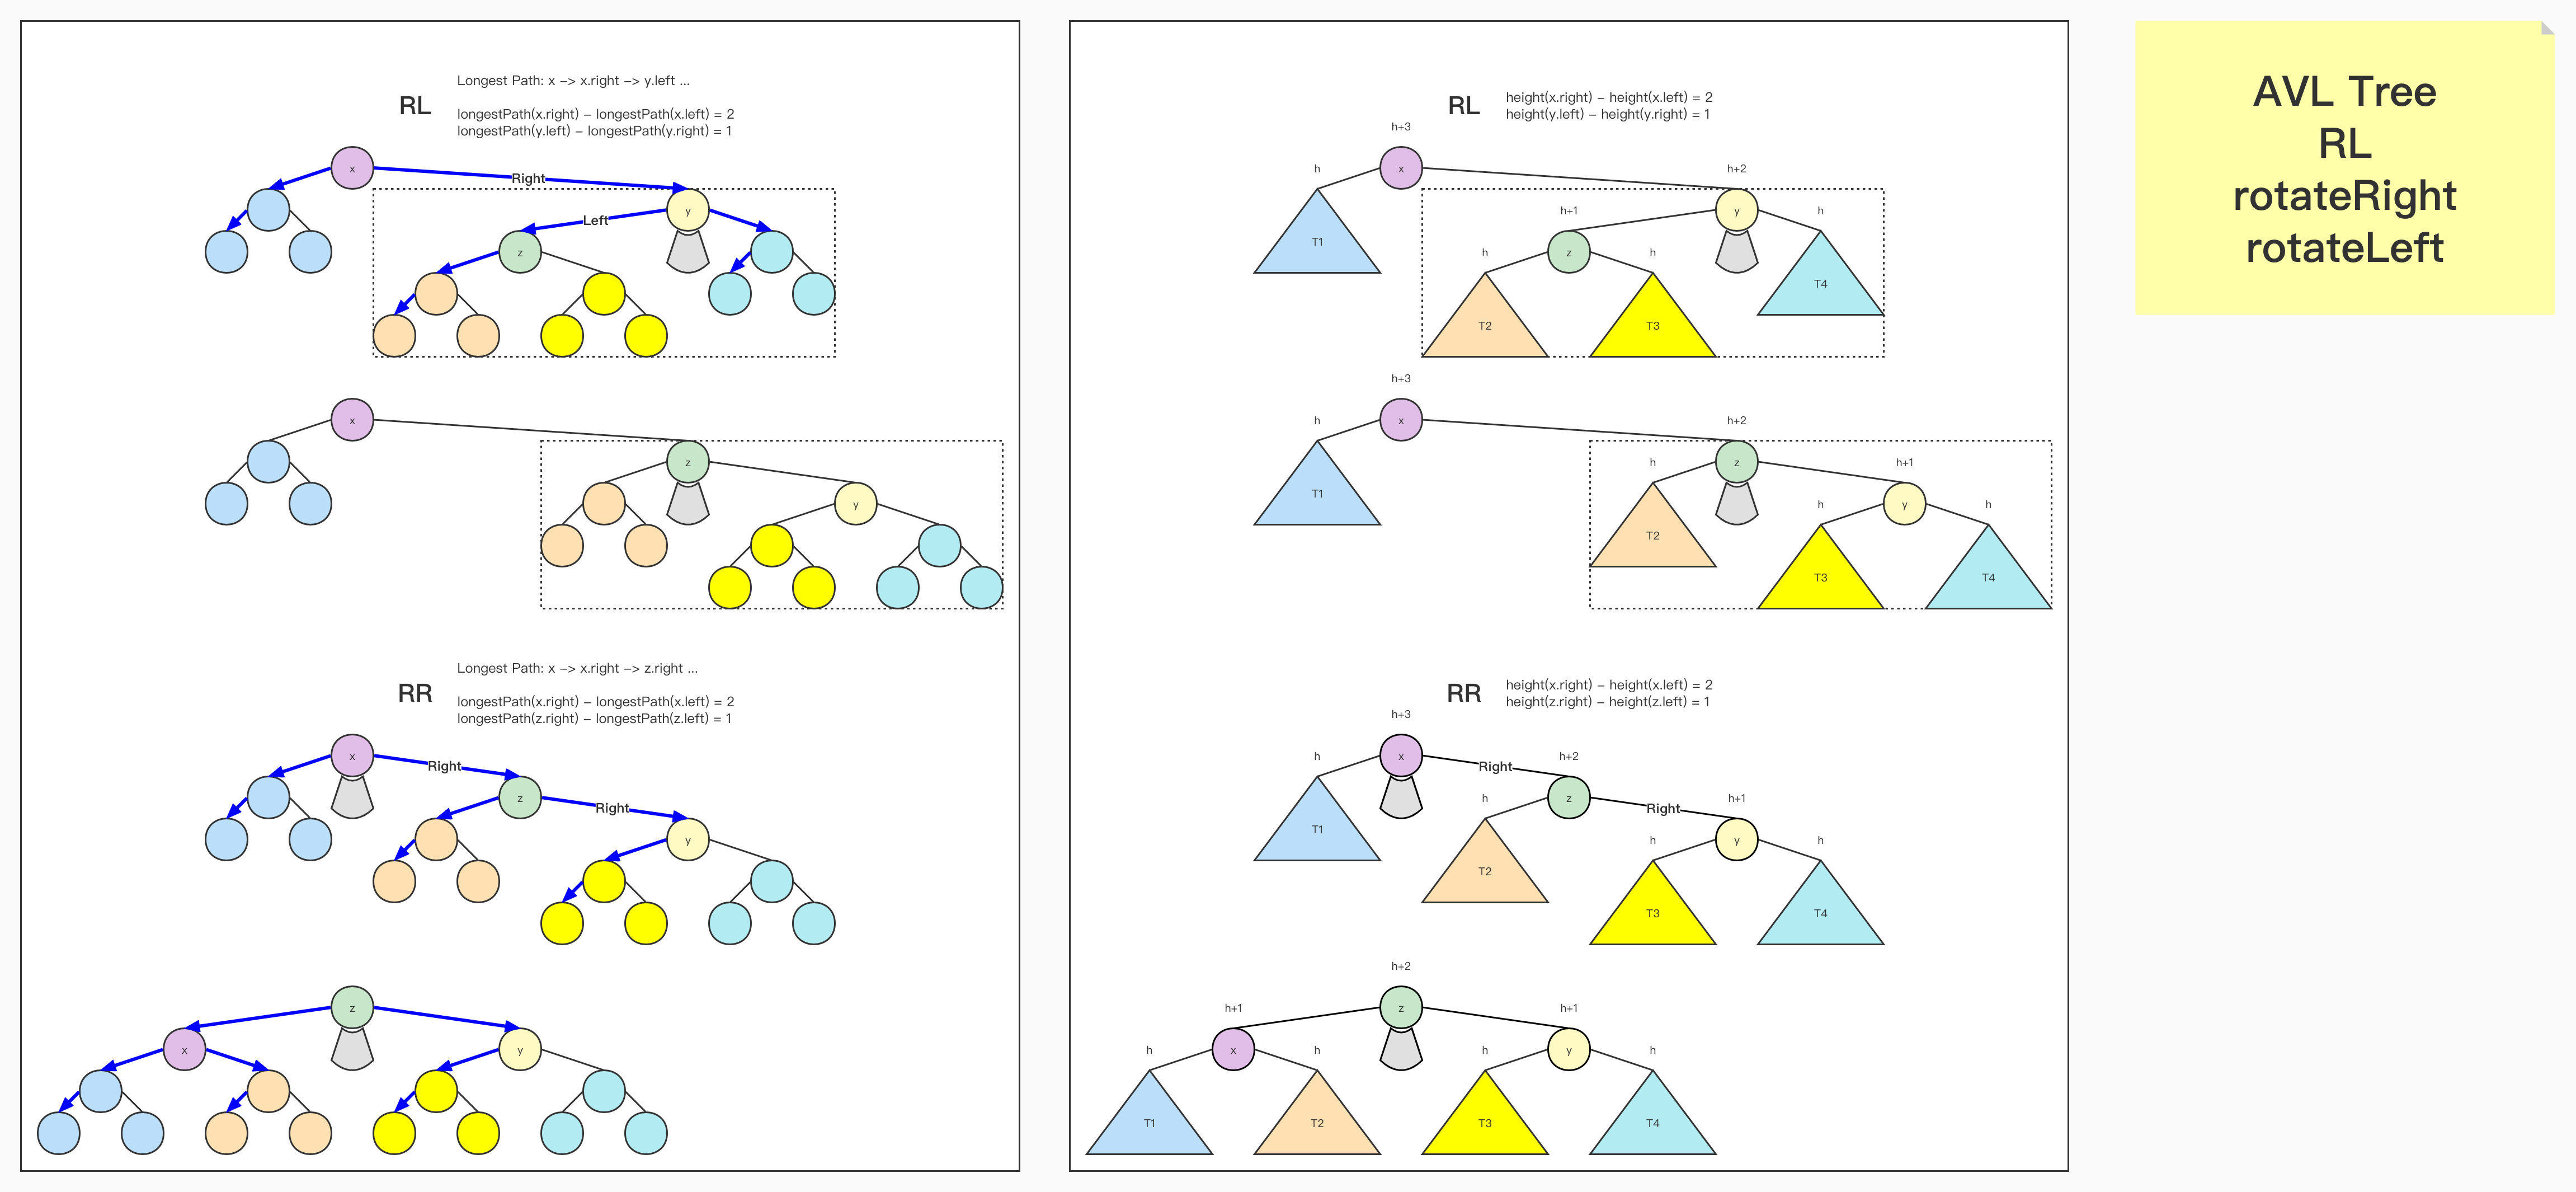 Longest Path: x –> x.right –> y.left ...
RL
longestPath(x.right) – longestPath(x.left) = 2
longestPath(y.left) – longestPath(y.right) = 1
x
Right
Left
y
z
x
z
y
Longest Path: x –> x.right –> z.right ...
RR
longestPath(x.right) – longestPath(x.left) = 2
longestPath(z.right) – longestPath(z.left) = 1
x
Right
z
Right
y
z
x
y
RL
height(x.right) – height(x.left) = 2
height(y.left) – height(y.right) = 1
h+3
h
x
h+2
h+1
y
h
T1
h
z
h
T4
T2
T3
h+3
h
x
h+2
h
z
h+1
T1
h
y
h
T2
T3
T4
RR
height(x.right) – height(x.left) = 2
height(z.right) – height(z.left) = 1
h+3
h
x
Right
h+2
h
z
Right
h+1
T1
h
y
h
T2
T3
T4
h+2
h+1
z
h+1
h
x
h
h
y
h
T1
T2
T3
T4
AVL Tree
RL
rotateRight
rotateLeft